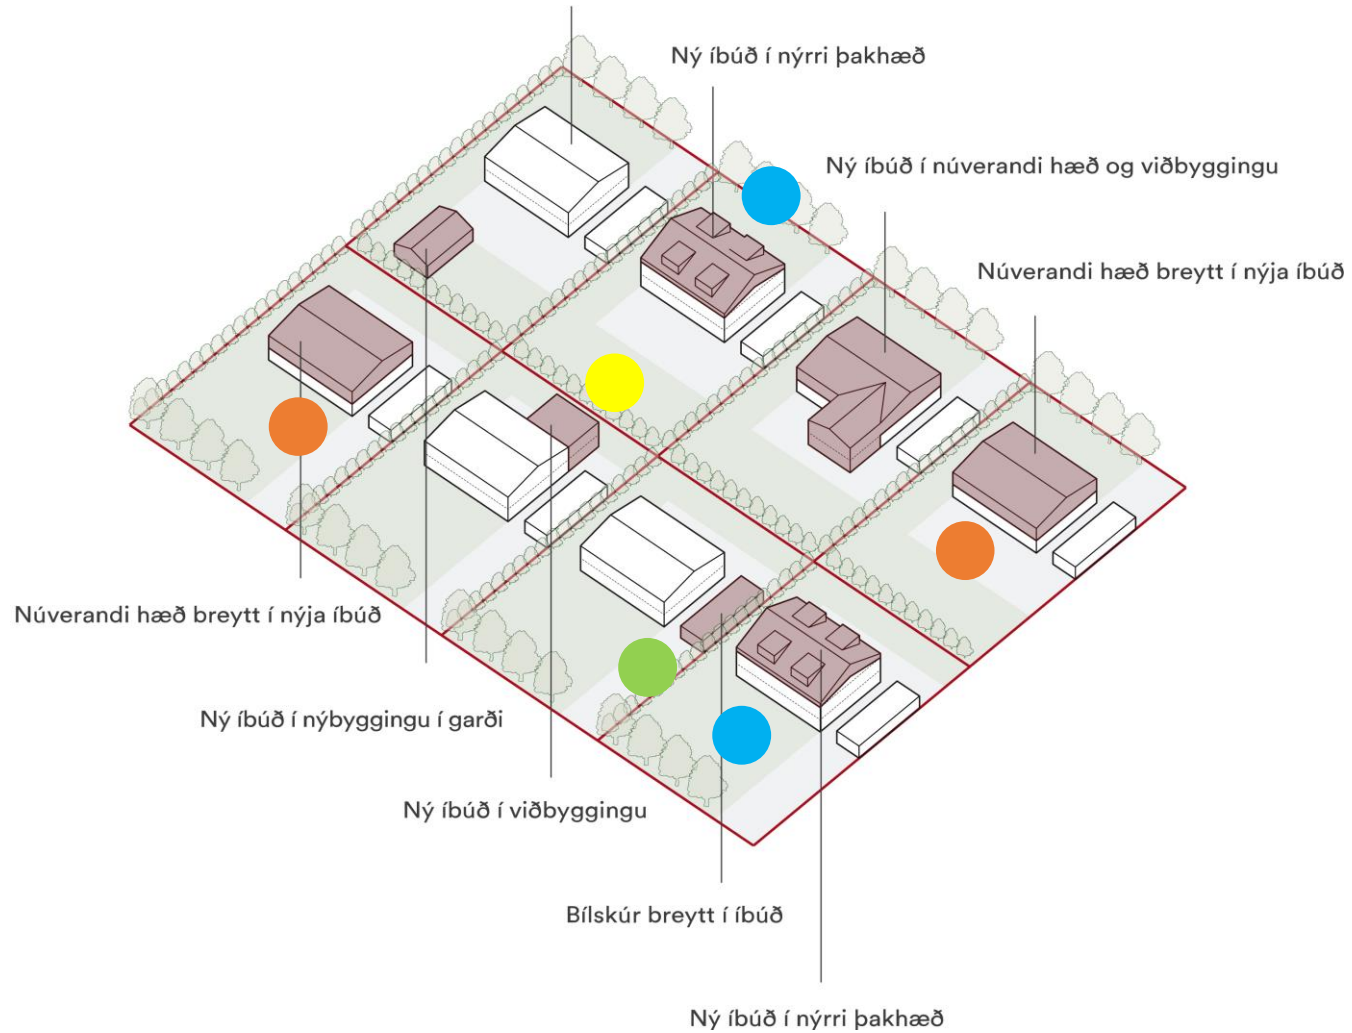 Ný íbúð í nýrri þakhæð
Ný íbúð í núverandi hæð og viðbyggingu
Núverandi hæð breytt í nýja íbúð
Núverandi hæð breytt í nýja íbúð
Ný íbúð í nýbyggingu í garði
Ný íbúð í viðbyggingu
Bílskúr breytt í íbúð
Ný íbúð í nýrri þakhæð